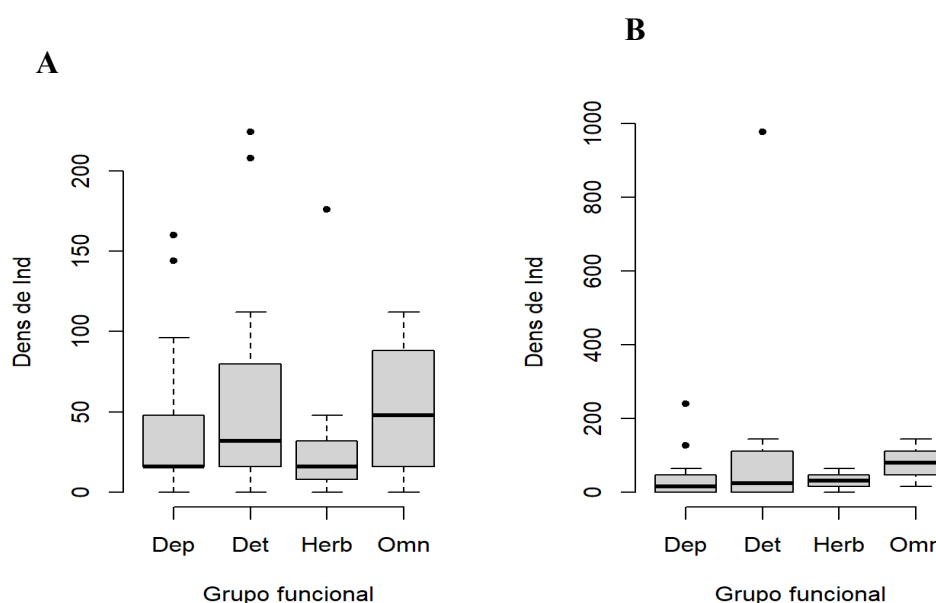 A
Dens de Ind
200
150
100
50
0
Dep Det Herb Omn
Grupo funcional
B
Dens de Ind
1000
800
600
400
200
0
Dep Det Herb Omn
Grupo funcional